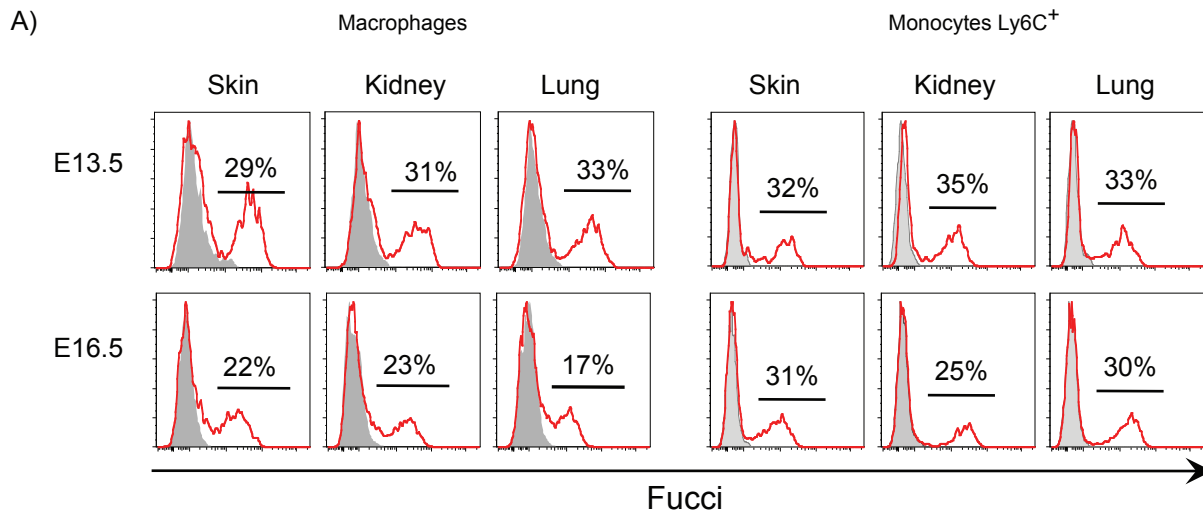 A)
Macrophages
Monocytes Ly6C+
Skin Kidney Lung Skin Kidney Lung
E13.5
29% 31% 33% 32% 35% 33%
E16.5
22% 23% 17% 31% 25% 30%
Fucci